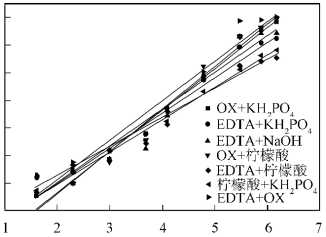 OX+KH2PO4
EDTA+KH2PO4
EDTA+NaOH
OX+柠檬酸
EDTA+柠檬酸
柠檬酸+KH2PO4
EDTA+OX
1 2 3 4 5 6 7